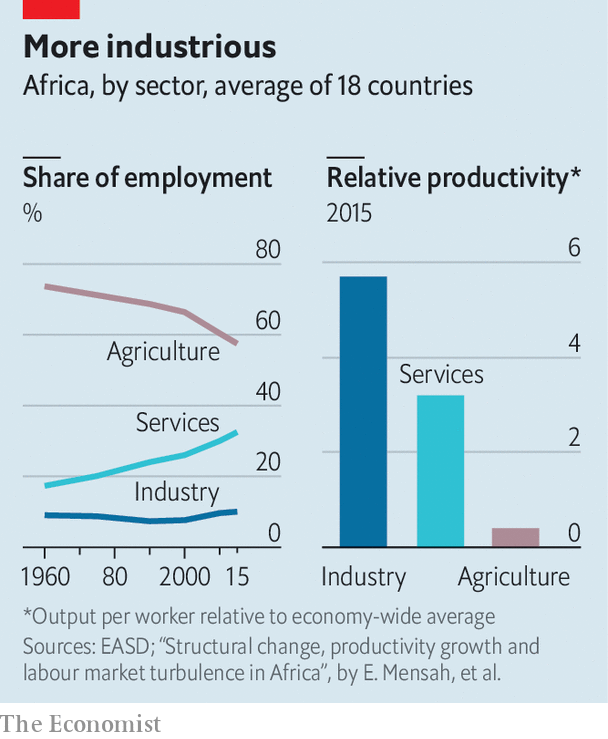 More industrious
Africa, by sector, average of 18 countries
Share of employment
%
80
60
Agriculture
40
Services
20
Industry
0
1960
80
2000
15
Relative productivity*
2015
6
4
Services
2
0
Industry
Agriculture
*Output per worker relative to economy-wide average
Sources: EASD; “Structural change, productivity growth and
labour market turbulence in Africa”, by E. Mensah, et al.
The Economist